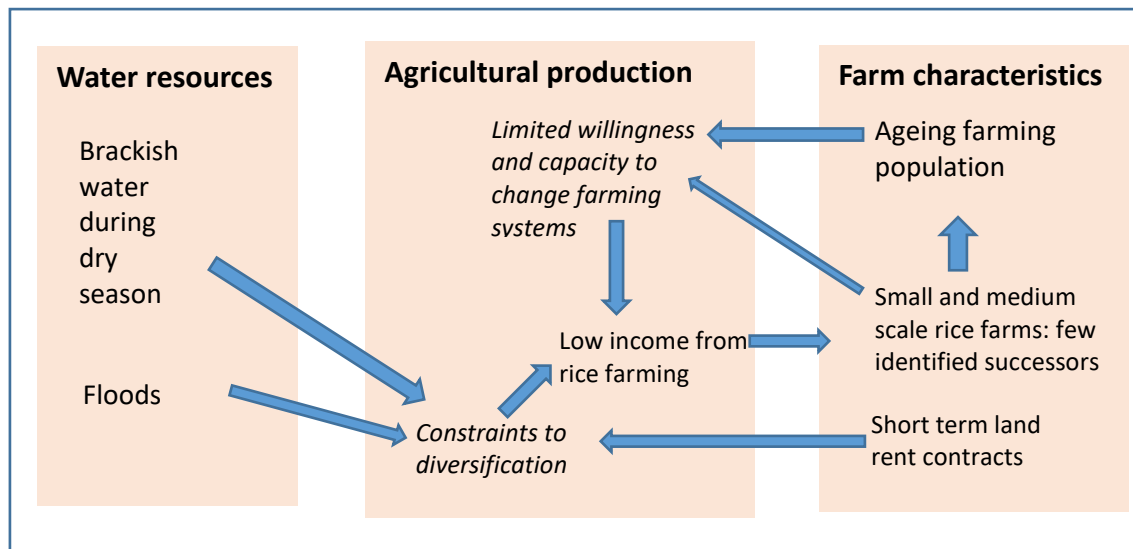 Water resources
Brackish
water
during
dry
season
Floods
Agricultural production
Limited willingness
and capacity to
change farming
systems
Low income from
rice farming
Constraints to
diversification
Farm characteristics
Ageing farming
population
Small and medium
scale rice farms: few
identified successors
Short term land
rent contracts